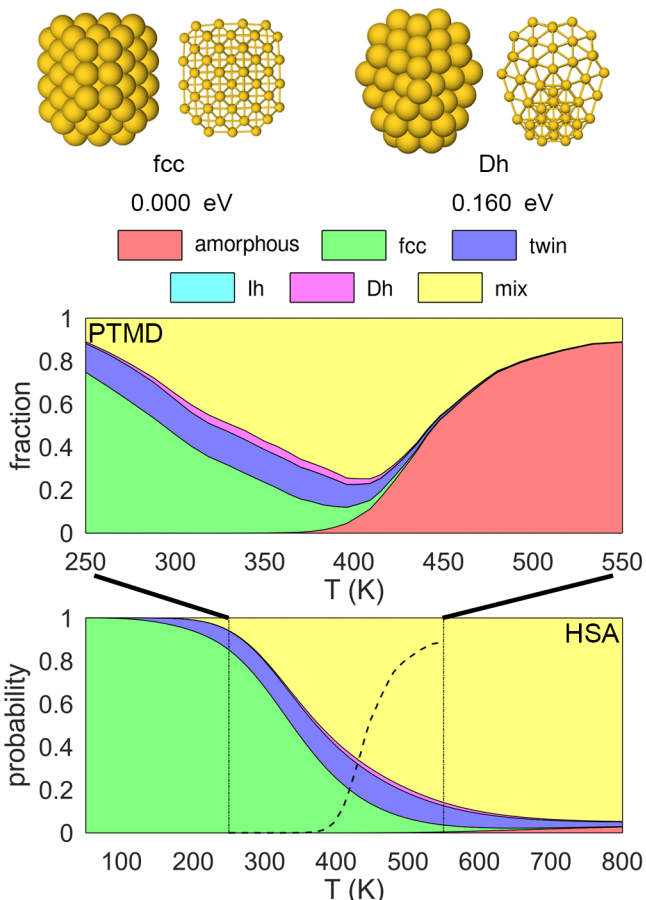 fcc Dh
0.000 eV 0.160 eV
amorphous fcc twin
Ih Dh mix
PTMD
fraction
1
0.8
0.6
0.4
0.2
0
250 300 350 400 450 500 550
T (K)
HSA
probability
1
0.8
0.6
0.4
0.2
0
100 200 300 400 500 600 700 800
T (K)